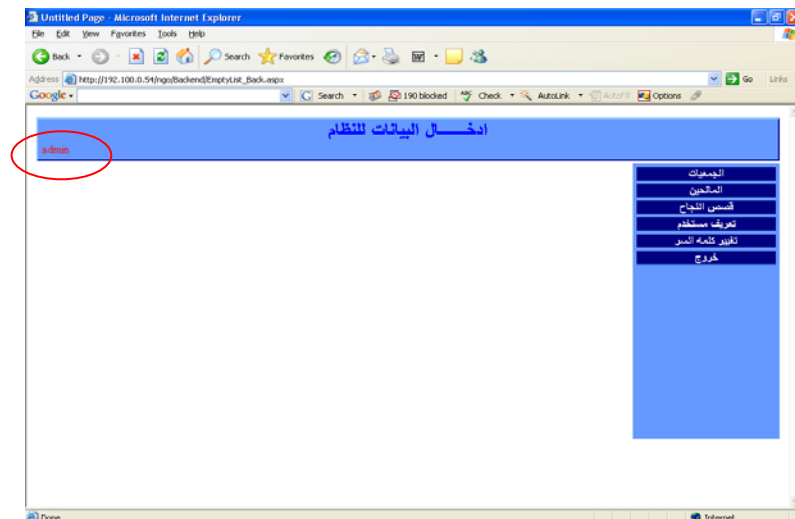 Untitled Page - Microsoft Internet Explorer
File Edit View Favorites Tools Help
Back Search Favorites
Address http://192.100.0.54/ngo/Backend/EmptyList_Back.aspx Go Links
Google Search 190 blocked Check AutoLink AutoFill Options
ادخـــــال البيانات للنظام
admin
الجمعيات
المانحين
قصص النجاح
تعريف مستخدم
تغيير كلمه السر
خروج
Done Internet